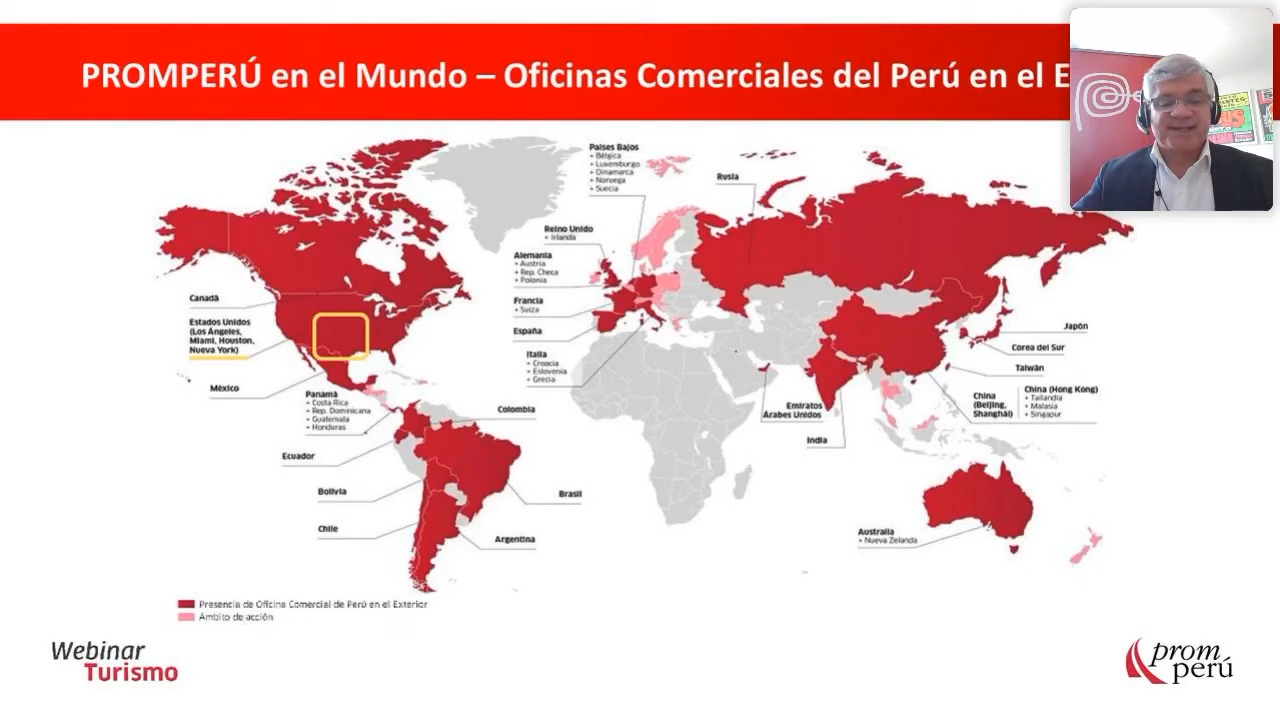 PROMPERÚ en el Mundo – Oficinas Comerciales del Perú en el E
Países Bajos
+ Bélgica
+ Luxemburgo
+ Dinamarca
+ Noruega
+ Suecia
Rusia
Reino Unido
+ Irlanda
Alemania
+ Austria
+ Rep. Checa
+ Polonia
Francia
+ Suiza
España
Italia
+ Croacia
+ Eslovenia
+ Grecia
Canadá
Estados Unidos
(Los Ángeles,
Miami, Houston,
Nueva York)
México
Panamá
+ Costa Rica
+ Rep. Dominicana
+ Guatemala
+ Honduras
Colombia
Ecuador
Bolivia
Chile
Brasil
Argentina
Emiratos
Árabes Unidos
India
Japón
Corea del Sur
Taiwán
China
(Beijing,
Shanghái)
China (Hong Kong)
+ Tailandia
+ Malasia
+ Singapur
Australia
+ Nueva Zelanda
Presencia de Oficina Comercial de Perú en el Exterior
Ámbito de acción
Webinar
Turismo
prom
perú